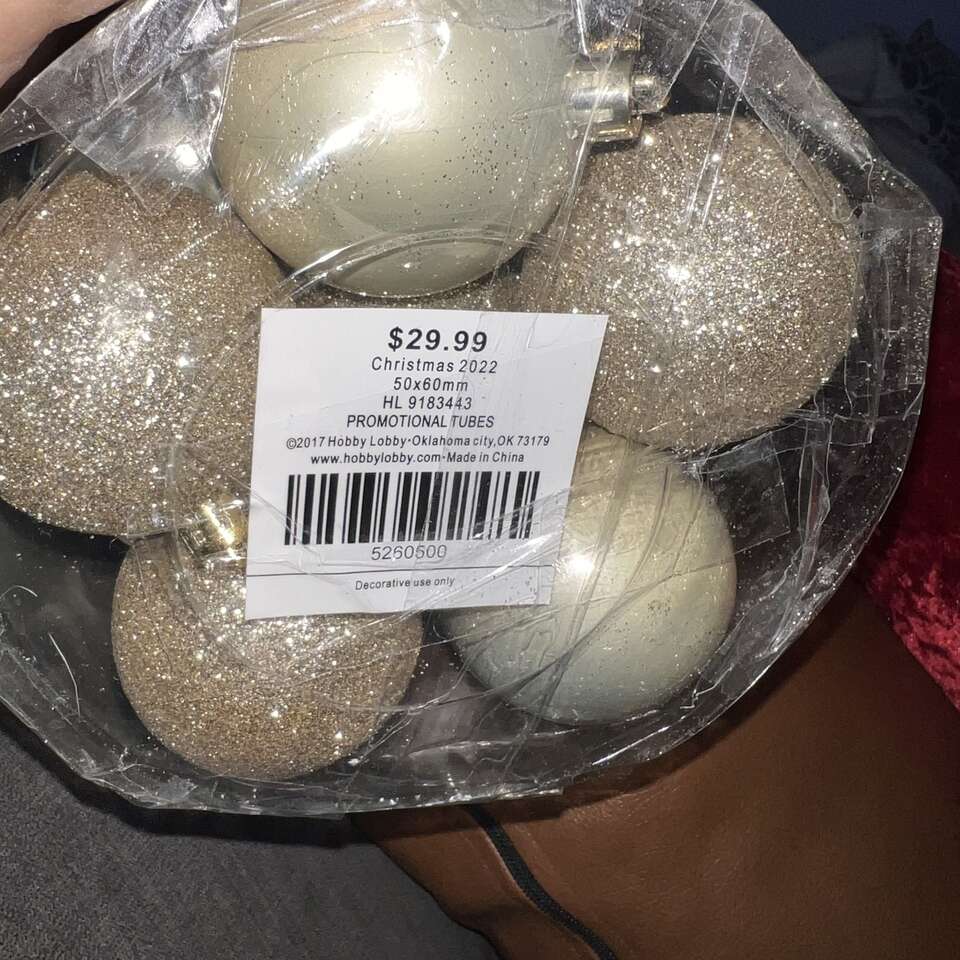 $29.99
Christmas 2022
50x60mm
HL 9183443
PROMOTIONAL TUBES
©2017 Hobby Lobby·Oklahoma city,OK 73179
www.hobbylobby.com·Made in China
5260500
Decorative use only